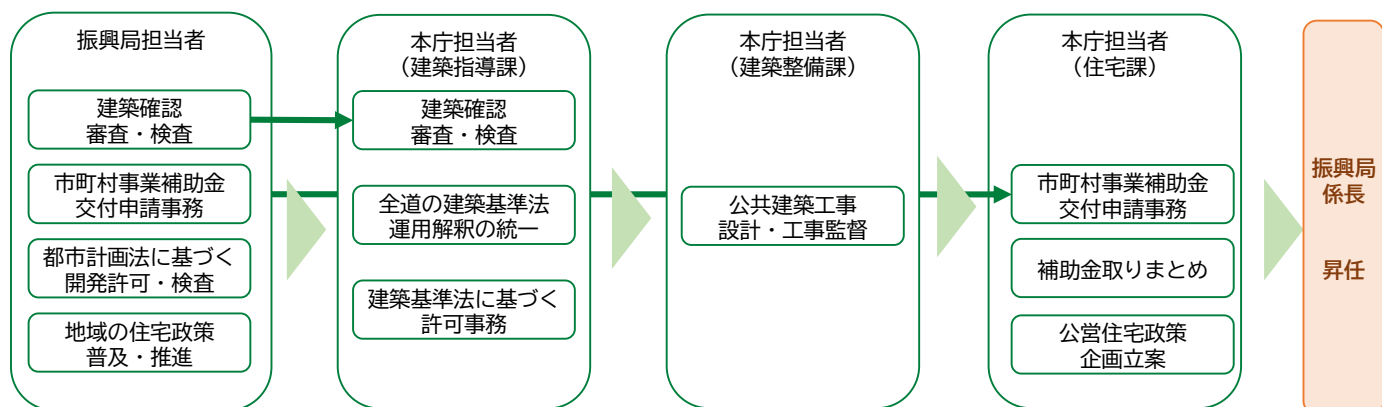 振興局担当者
建築確認
審査・検査
市町村事業補助金
交付申請事務
都市計画法に基づく
開発許可・検査
地域の住宅政策
普及・推進
本庁担当者
（建築指導課）
建築確認
審査・検査
全道の建築基準法
運用解釈の統一
建築基準法に基づく
許可事務
本庁担当者
（建築整備課）
公共建築工事
設計・工事監督
本庁担当者
（住宅課）
市町村事業補助金
交付申請事務
補助金取りまとめ
公営住宅政策
企画立案
振興局
係長
昇任